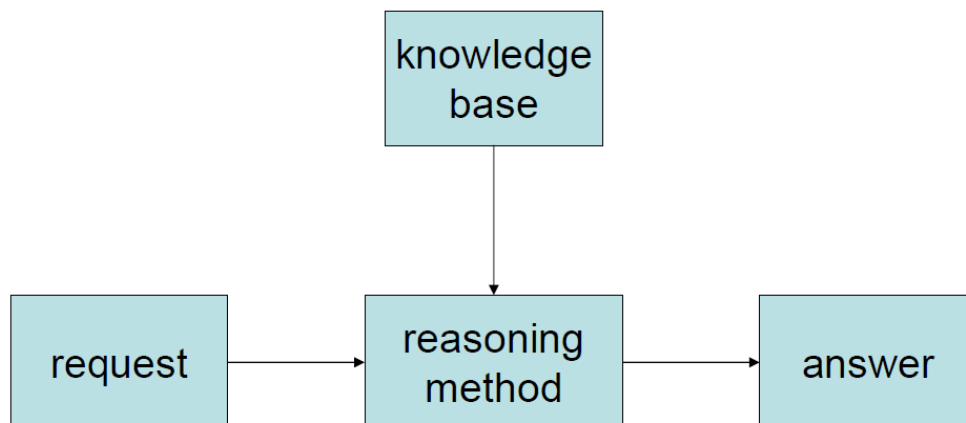 knowledge
base
request
reasoning
method
answer